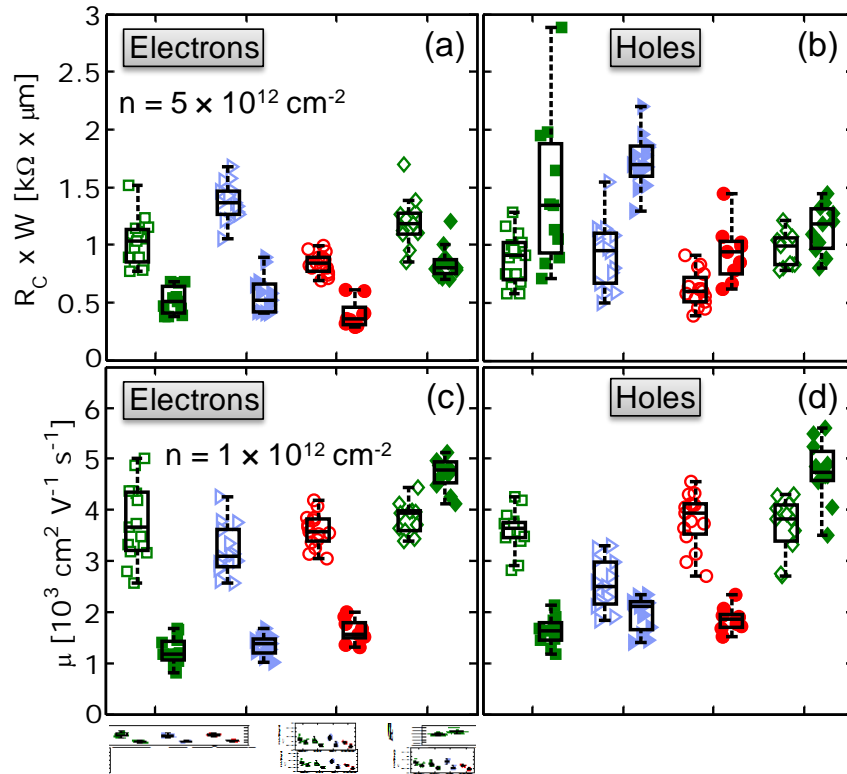 3
2.5
2
1.5
1
0.5
0
R_C x W [kΩ x μm]
Electrons
(a)
n = 5 × 10¹² cm⁻²
Holes
(b)
6
5
4
3
2
1
0
μ [10³ cm² V⁻¹ s⁻¹]
Electrons
(c)
n = 1 × 10¹² cm⁻²
Holes
(d)